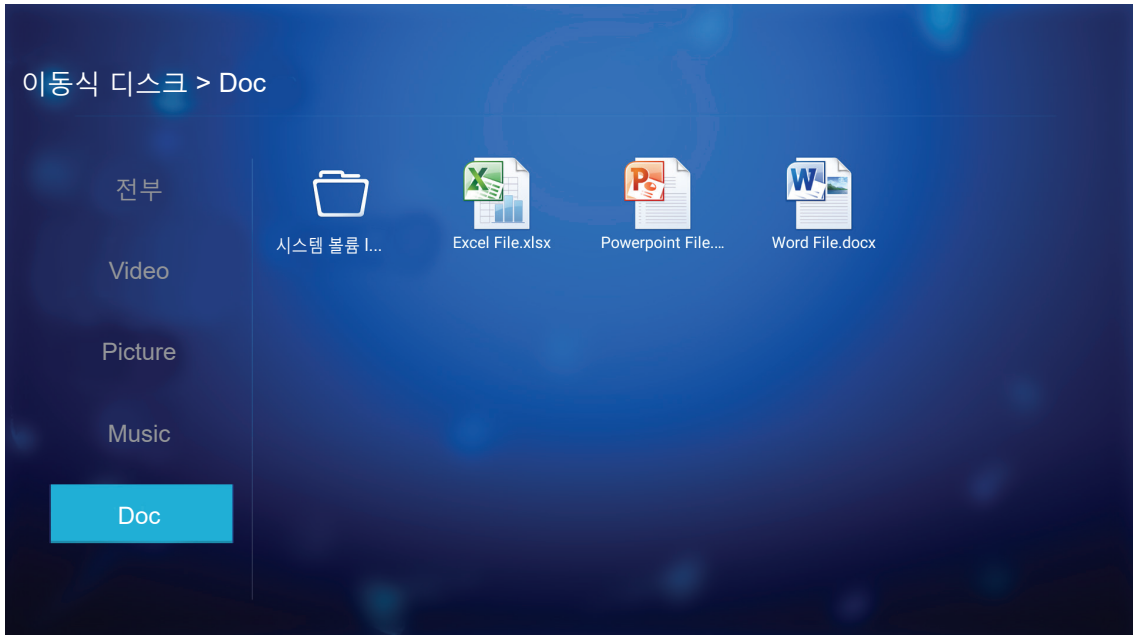 이동식 디스크 > Doc
전부
Video
Picture
Music
Doc
시스템 볼륨 I...
Excel File.xlsx
Powerpoint File....
Word File.docx